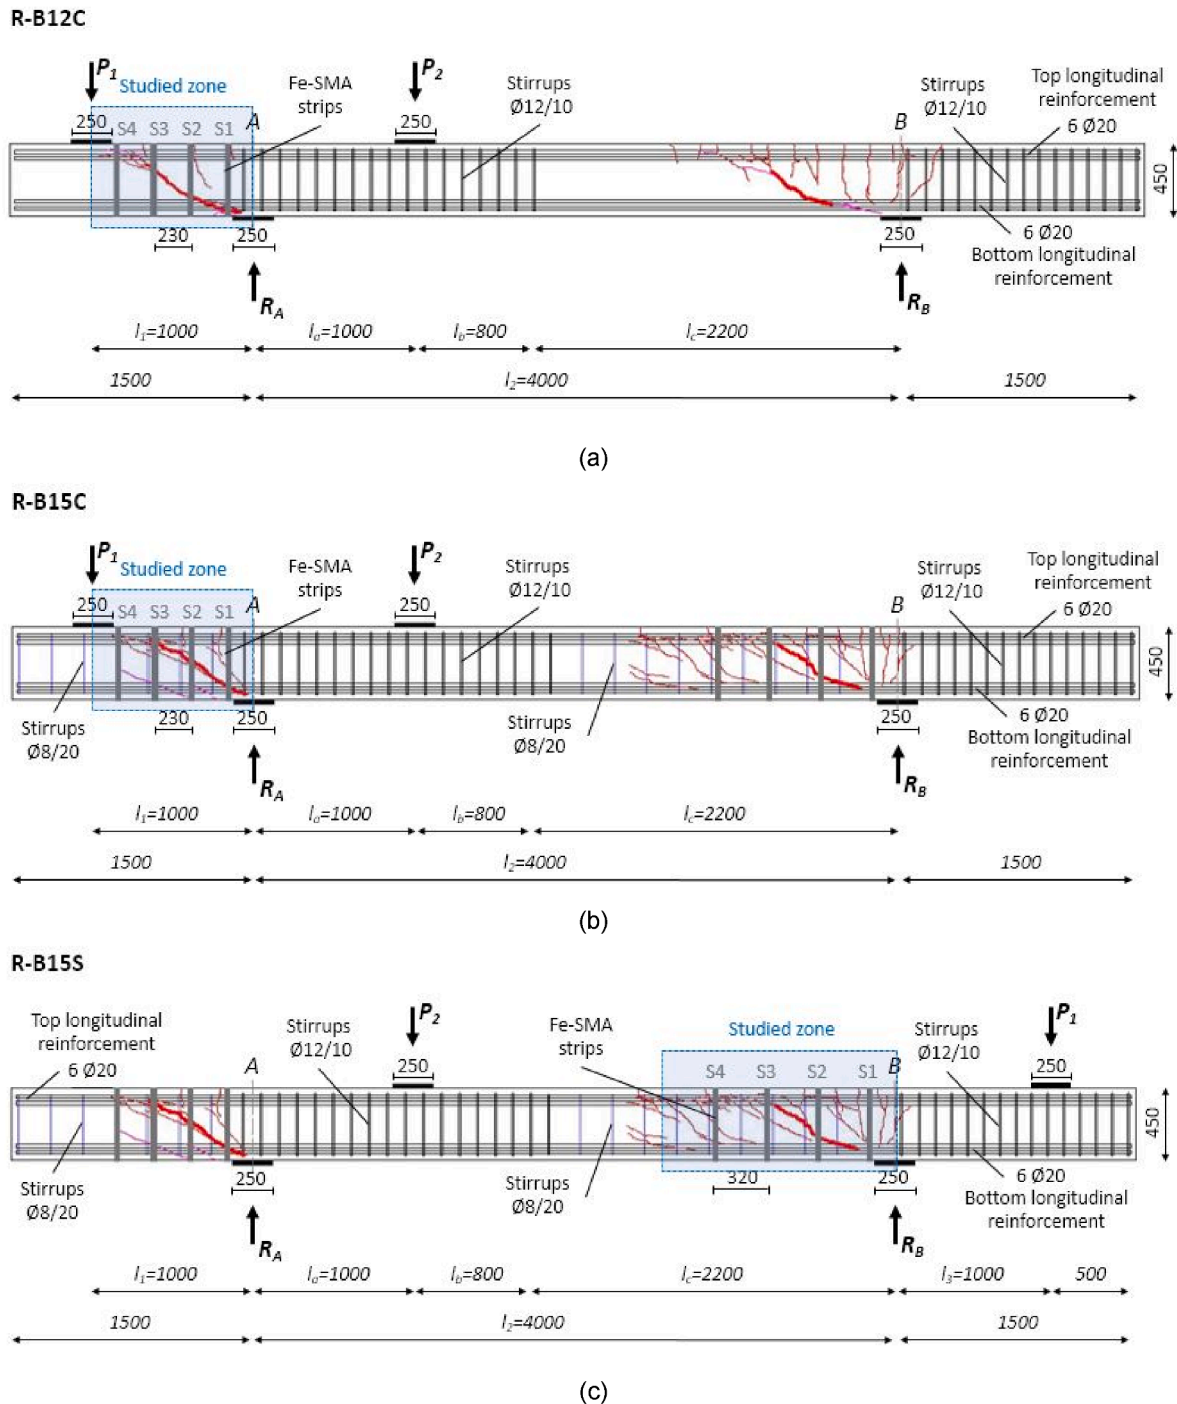 R-B12C
P1
P2
Studied zone
Fe-SMA
strips
Stirrups
Ø12/10
Stirrups
Ø12/10
Top longitudinal
reinforcement
6 Ø20
250
S4 S3 S2 S1
A
250
B
450
230
250
250
6 Ø20
Bottom longitudinal
reinforcement
RA
RB
l1=1000
la=1000
lb=800
lc=2200
1500
l2=4000
1500
(a)
R-B15C
P1
P2
Studied zone
Fe-SMA
strips
Stirrups
Ø12/10
Stirrups
Ø12/10
Top longitudinal
reinforcement
6 Ø20
250
S4 S3 S2 S1
A
250
B
450
230
250
250
Stirrups
Ø8/20
Stirrups
Ø8/20
6 Ø20
Bottom longitudinal
reinforcement
RA
RB
l1=1000
la=1000
lb=800
lc=2200
1500
l2=4000
1500
(b)
R-B15S
Top longitudinal
reinforcement
6 Ø20
Stirrups
Ø12/10
P2
Fe-SMA
strips
Studied zone
Stirrups
Ø12/10
P1
A
250
S4 S3 S2 S1
B
250
450
250
320
250
Stirrups
Ø8/20
Stirrups
Ø8/20
6 Ø20
Bottom longitudinal
reinforcement
RA
RB
l1=1000
la=1000
lb=800
lc=2200
l3=1000
500
1500
l2=4000
1500
(c)